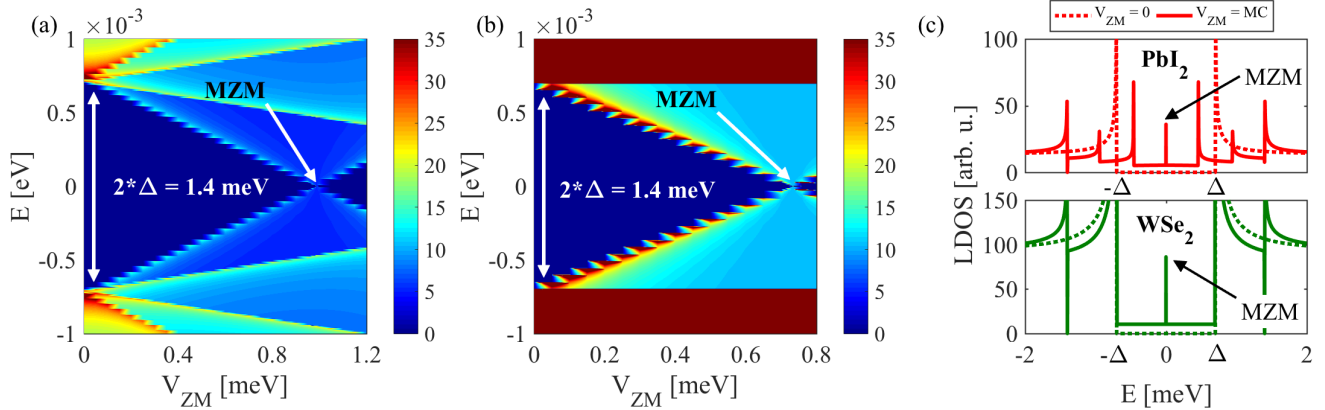 (a)
×10⁻³
1
0.5
0
-0.5
-1
E [eV]
MZM
2*Δ = 1.4 meV
0
0.4
0.8
1.2
V_ZM [meV]
35
30
25
20
15
10
5
0
(b)
×10⁻³
1
0.5
0
-0.5
-1
E [eV]
MZM
2*Δ = 1.4 meV
0
0.2
0.4
0.6
0.8
V_ZM [meV]
35
30
25
20
15
10
5
0
(c)
V_ZM = 0 V_ZM = MC
100
50
0
PbI₂
MZM
-Δ Δ
LDOS [arb. u.]
150
100
50
0
WSe₂
MZM
-2 -Δ 0 Δ 2
E [meV]